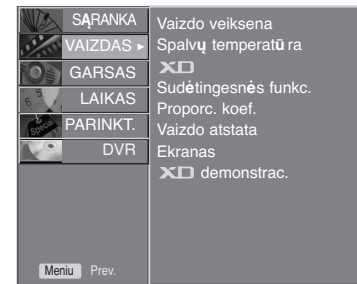 SĄRANKA
VAIZDAS ►
GARSAS
LAIKAS
PARINKT.
DVR
Vaizdo veiksena
Spalvų temperatūra
XD
Sudėtingesnės funkc.
Proporc. koef.
Vaizdo atstata
Ekranas
XD demonstrac.
Special
Meniu Prev.